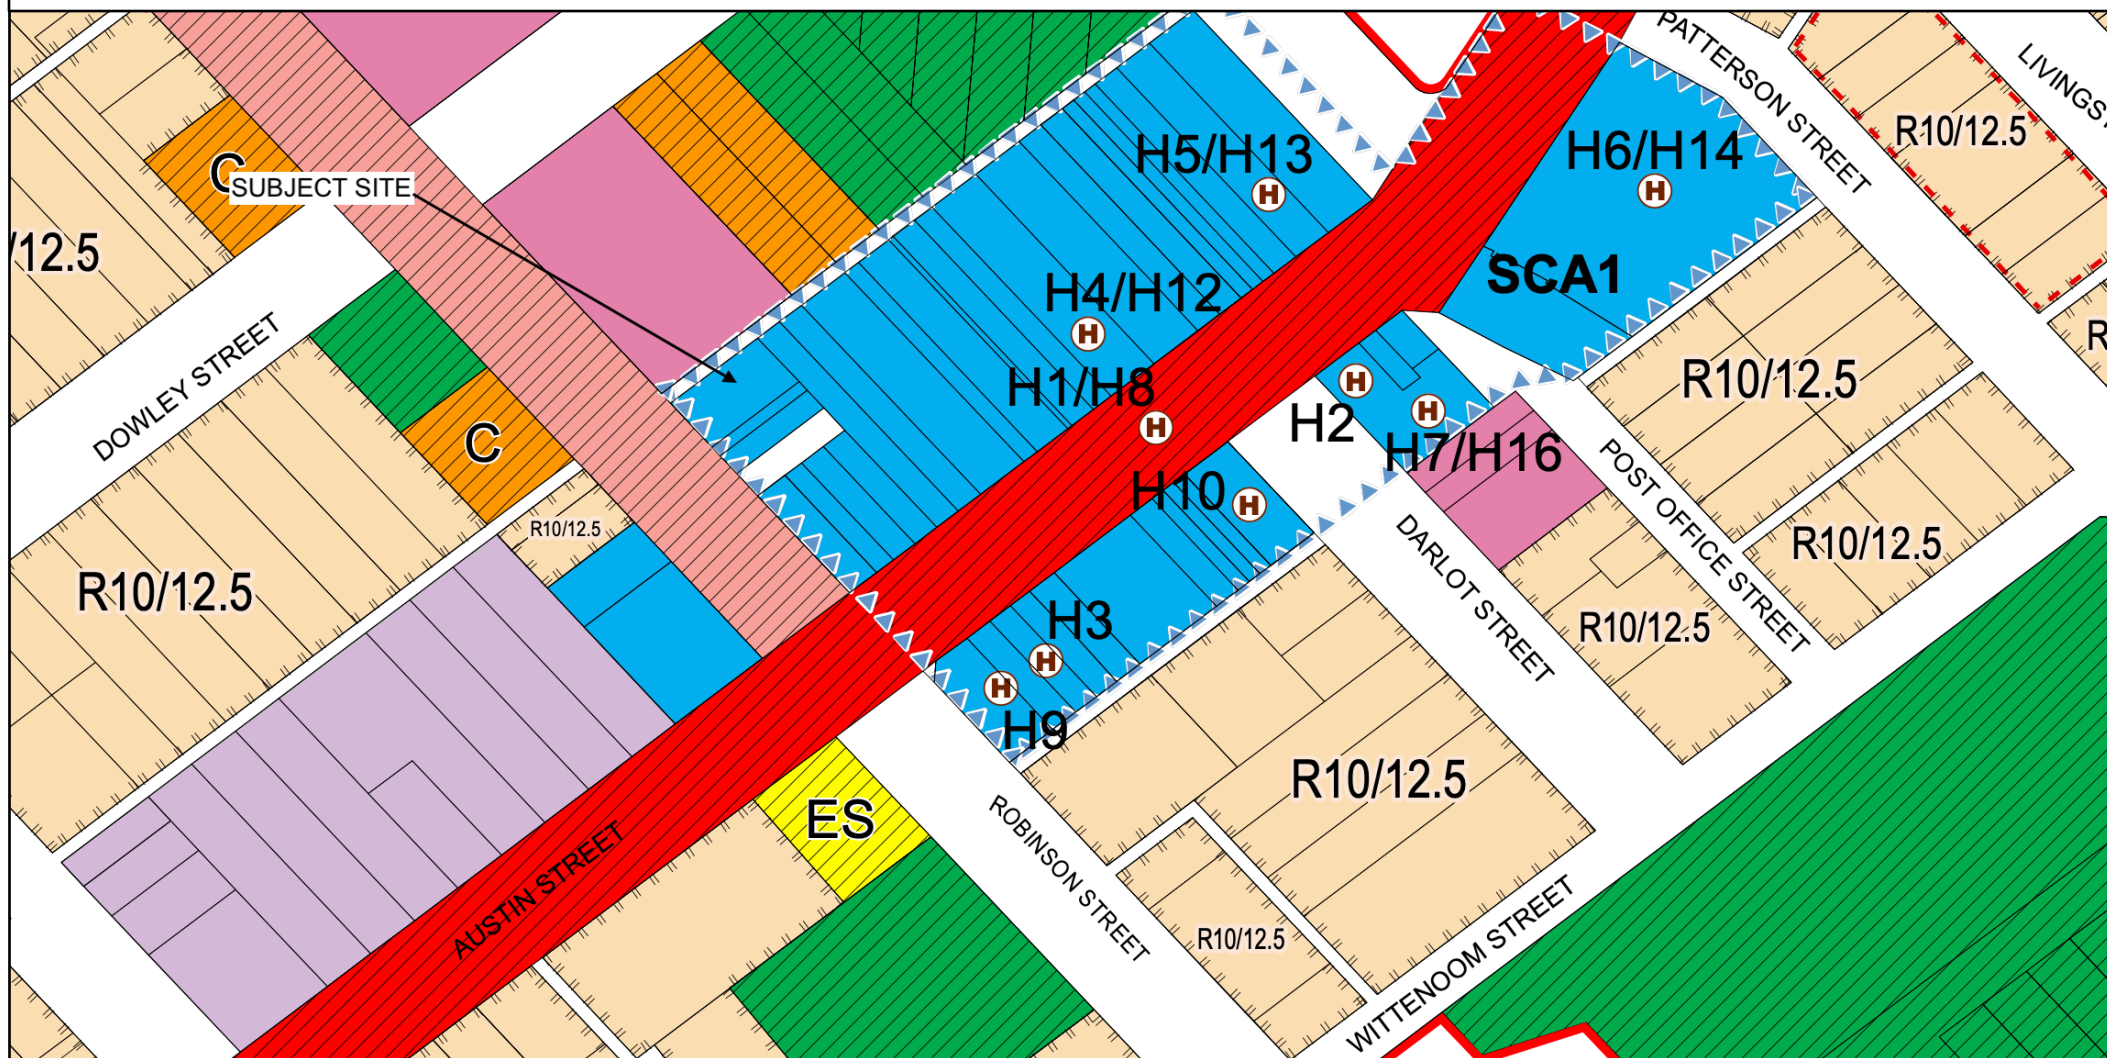 PATTERSON STREET
R10/12.5
H5/H13
H
H6/H14
H
C
SUBJECT SITE
/12.5
SCA1
H4/H12
H
DOWLEY STREET
R10/12.5
H1/H8
H
H
H2
H
H7/H16
C
R10/12.5
H10
H
POST OFFICE STREET
R10/12.5
R10/12.5
DARLOT STREET
R10/12.5
H3
H
H
H9
R10/12.5
ES
AUSTIN STREET
ROBINSON STREET
R10/12.5
WITTENOOM STREET